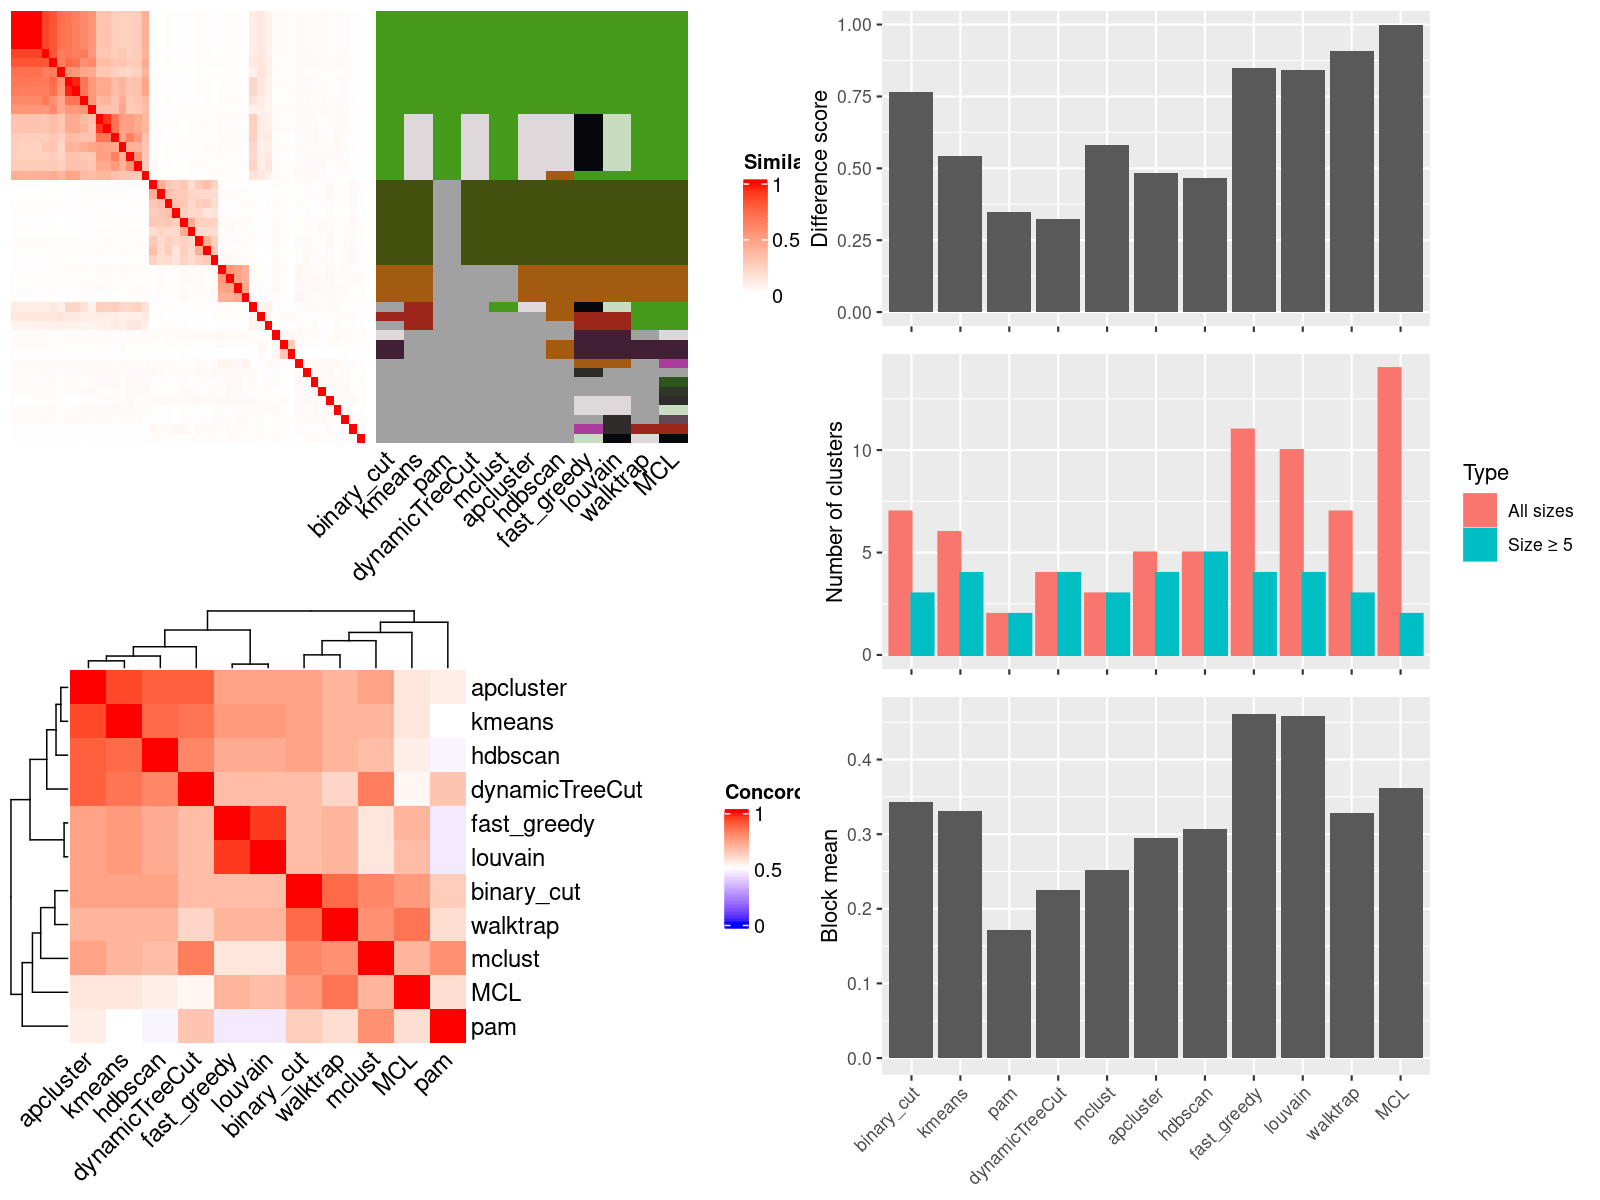 Simila
1
0.5
0
binary_cut
kmeans
pam
dynamicTreeCut
mclust
apcluster
hdbscan
fast_greedy
louvain
walktrap
MCL
apcluster
kmeans
hdbscan
dynamicTreeCut
fast_greedy
louvain
binary_cut
walktrap
mclust
MCL
pam
Concord
1
0.5
0
apcluster
kmeans
hdbscan
dynamicTreeCut
fast_greedy
louvain
binary_cut
walktrap
mclust
MCL
pam
Difference score
1.00
0.75
0.50
0.25
0.00
Number of clusters
10
5
0
Type
All sizes
Size ≥ 5
Block mean
0.4
0.3
0.2
0.1
0.0
binary_cut
kmeans
pam
dynamicTreeCut
mclust
apcluster
hdbscan
fast_greedy
louvain
walktrap
MCL